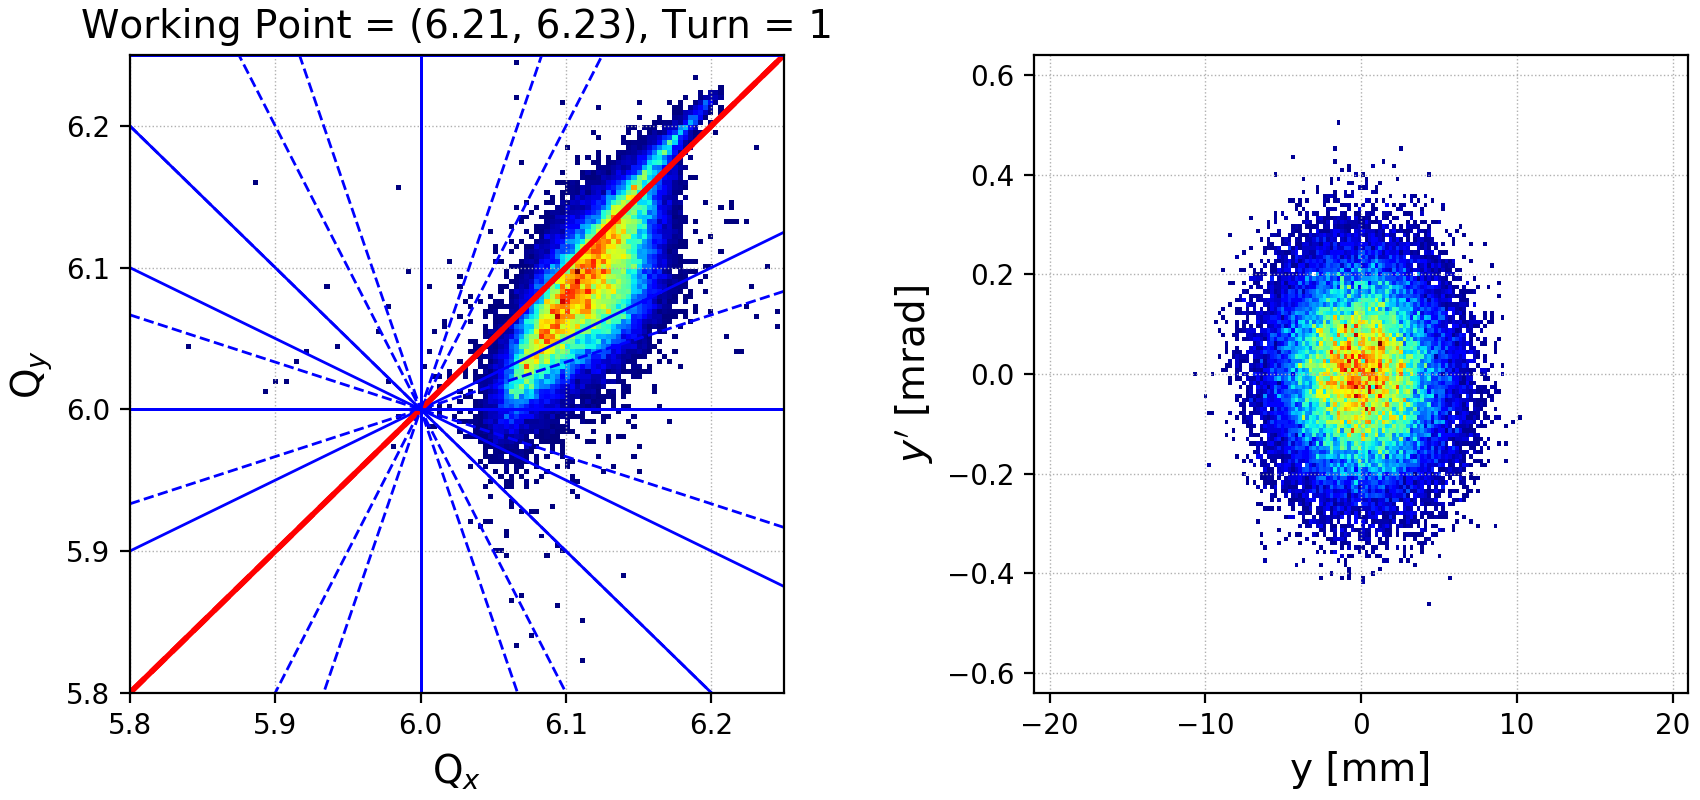 Working Point = (6.21, 6.23), Turn = 1
6.2
6.1
6.0
5.9
5.8
Qy
5.8 5.9 6.0 6.1 6.2
Qx
0.6
0.4
0.2
0.0
−0.2
−0.4
−0.6
y′ [mrad]
−20 −10 0 10 20
y [mm]